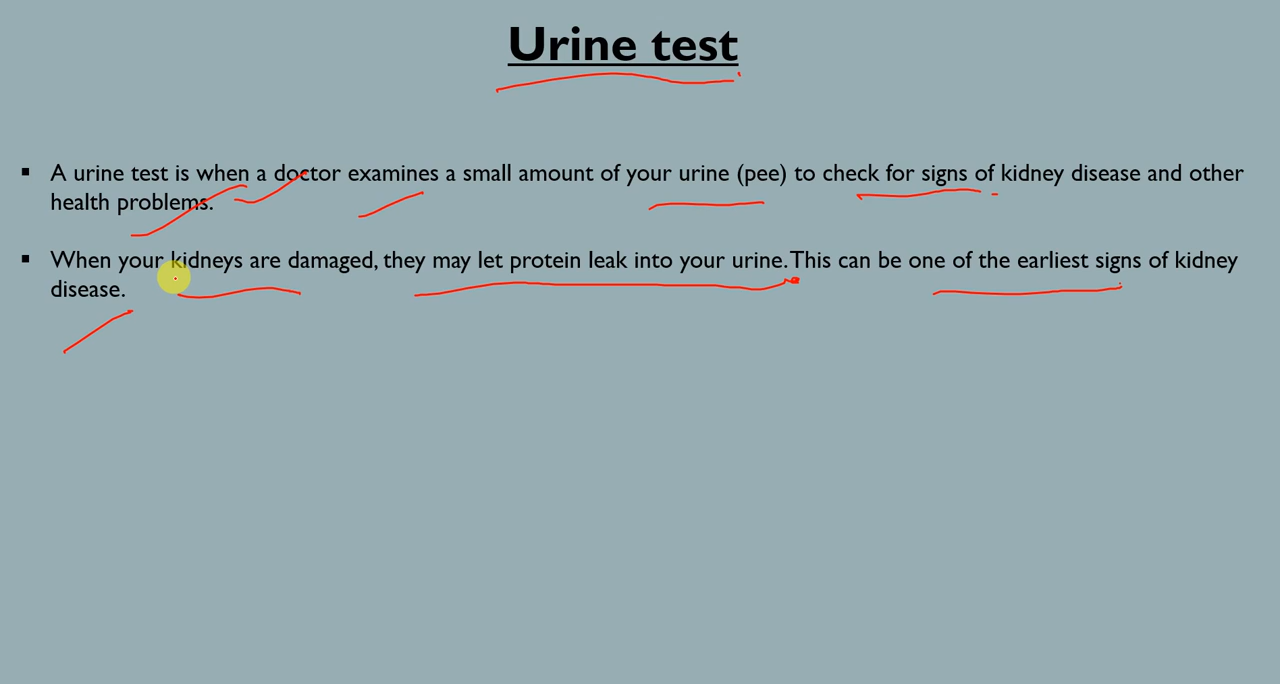 Urine test
▪ A urine test is when a doctor examines a small amount of your urine (pee) to check for signs of kidney disease and other
health problems.
▪ When your kidneys are damaged, they may let protein leak into your urine. This can be one of the earliest signs of kidney
disease.